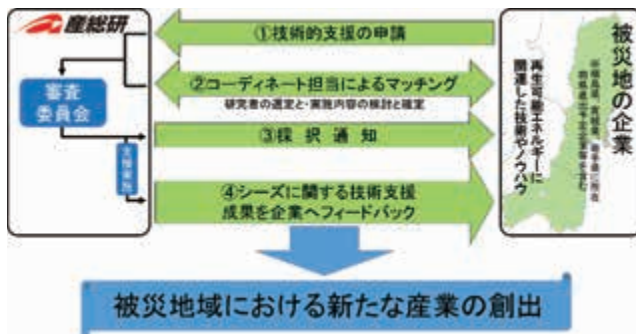 産総研
①技術的支援の申請
②コーディネート担当によるマッチング
研究者の選定と・実施内容の検討と確定
審査
委員会
③採択通知
支援実施
④シーズに関する技術支援
成果を企業へフィードバック
被災地の企業
再生可能エネルギーに
関連した技術やノウハウ
被災地域における新たな産業の創出